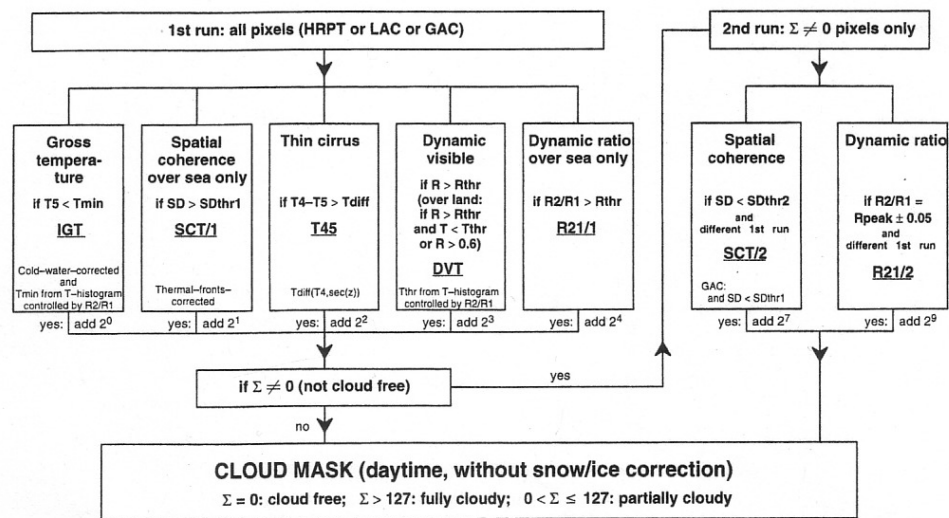 1st run: all pixels (HRPT or LAC or GAC)
2nd run: Σ ≠ 0 pixels only
Gross
tempera-
ture
if T5 < Tmin
IGT
Cold–water–corrected
and
Tmin from T–histogram
controlled by R2/R1
yes: add 2⁰
Spatial
coherence
over sea only
if SD > SDthr1
SCT/1
Thermal–fronts–
corrected
yes: add 2¹
Thin cirrus
if T4–T5 > Tdiff
T45
Tdiff(T4,sec(z))
yes: add 2²
Dynamic
visible
if R > Rthr
(over land:
if R > Rthr
and T < Tthr
or R > 0.6)
DVT
Tthr from T–histogram
controlled by R2/R1
yes: add 2³
Dynamic ratio
over sea only
if R2/R1 > Rthr
R21/1
yes: add 2⁴
Spatial
coherence
if SD < SDthr2
and
different 1st run
SCT/2
GAC:
and SD < SDthr1
yes: add 2⁷
Dynamic ratio
if R2/R1 =
Rpeak ± 0.05
and
different 1st run
R21/2
yes: add 2⁹
if Σ ≠ 0 (not cloud free)
yes
no
CLOUD MASK (daytime, without snow/ice correction)
Σ = 0: cloud free; Σ > 127: fully cloudy; 0 < Σ ≤ 127: partially cloudy